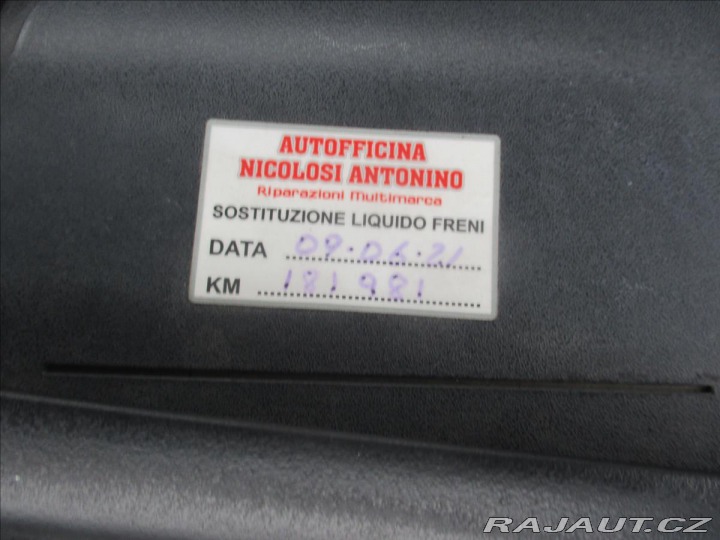 AUTOFFICINA
NICOLOSI ANTONINO
Riparazioni Multimarca
SOSTITUZIONE LIQUIDO FRENI
DATA 09.06.21
KM 181981
RAJAUT.CZ